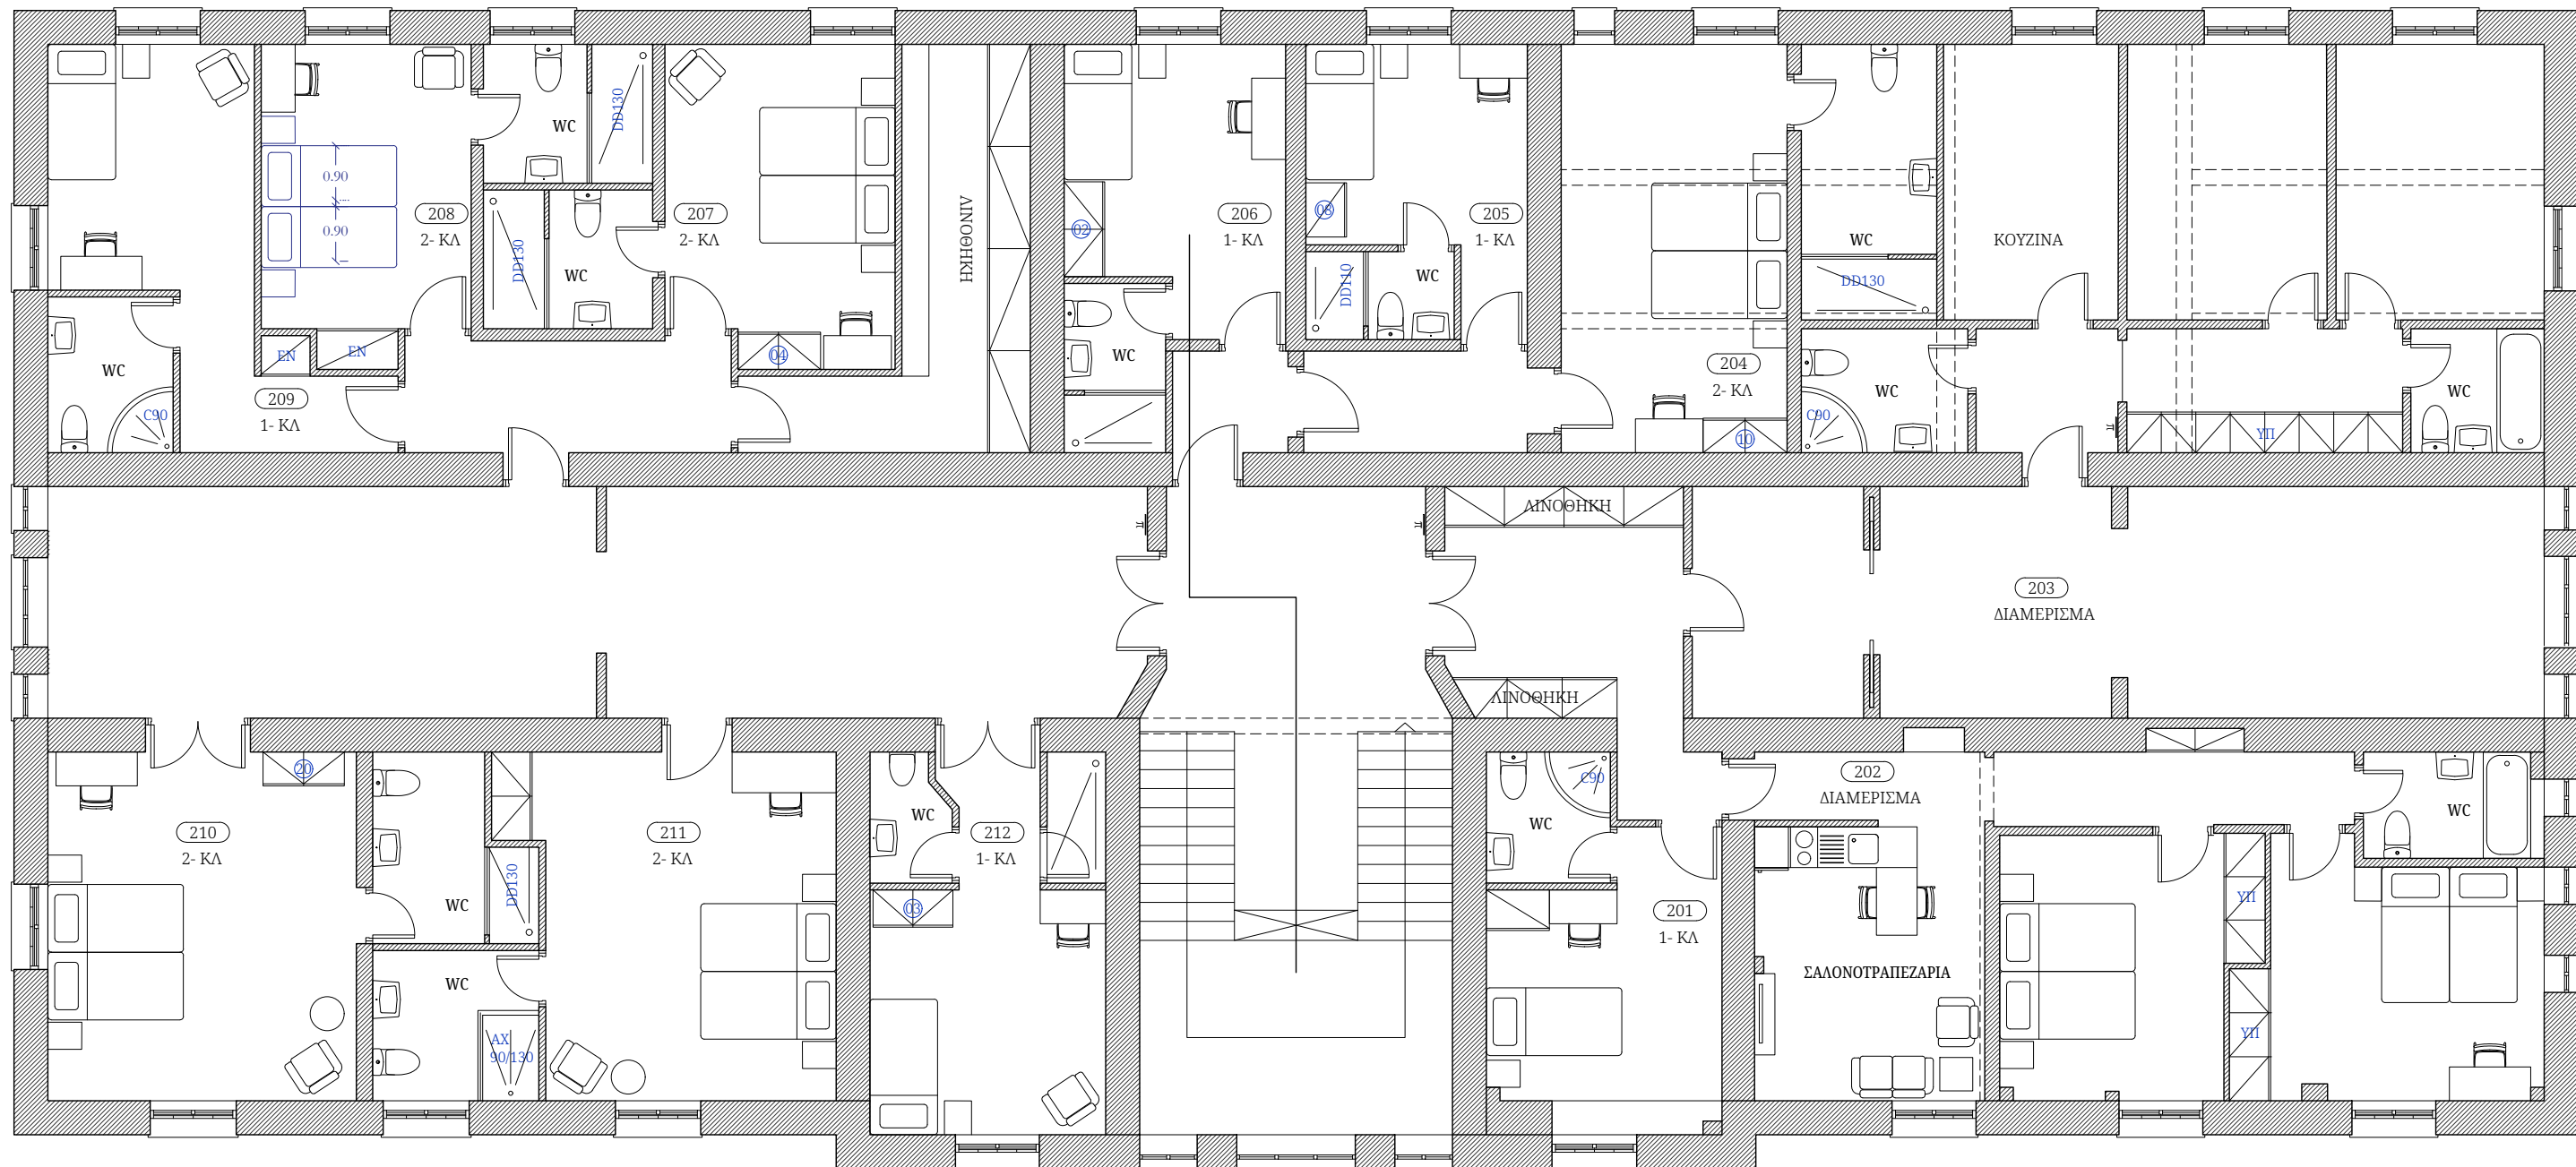 DD130
WC
0.90
0.90
208
2- ΚΛ
207
2- ΚΛ
DD130
WC
ΛΙΝΟΘΗΚΗ
EN
EN
04
WC
C90
209
1- ΚΛ
02
206
1- ΚΛ
08
205
1- ΚΛ
DD110
WC
WC
WC
DD130
ΚΟΥΖΙΝΑ
204
2- ΚΛ
10
WC
C90
π
ΥΠ
WC
π
π
ΛΙΝΟΘΗΚΗ
203
ΔΙΑΜΕΡΙΣΜΑ
ΛΙΝΟΘΗΚΗ
20
210
2- ΚΛ
WC
DD130
WC
AX
90/130
211
2- ΚΛ
WC
212
1- ΚΛ
03
C90
WC
201
1- ΚΛ
202
ΔΙΑΜΕΡΙΣΜΑ
ΣΑΛΟΝΟΤΡΑΠΕΖΑΡΙΑ
ΥΠ
ΥΠ
WC